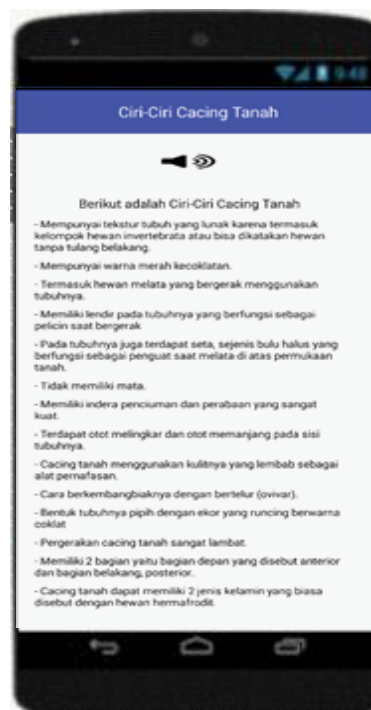 9:48
Ciri-Ciri Cacing Tanah
Berikut adalah Ciri-Ciri Cacing Tanah
- Mempunyai tekstur tubuh yang lunak karena termasuk
kelompok hewan invertebrata atau bisa dikatakan hewan
tanpa tulang belakang.
- Mempunyai warna merah kecoklatan.
- Termasuk hewan melata yang bergerak menggunakan
tubuhnya.
- Memiliki lendir pada tubuhnya yang berfungsi sebagai
pelicin saat bergerak
- Pada tubuhnya juga terdapat seta, sejenis bulu halus yang
berfungsi sebagai penguat saat melata di atas permukaan
tanah.
- Tidak memiliki mata.
- Memiliki indera penciuman dan perabaan yang sangat
kuat.
- Terdapat otot melingkar dan otot memanjang pada sisi
tubuhnya.
- Cacing tanah menggunakan kulitnya yang lembab sebagai
alat pernafasan.
- Cara berkembangbiaknya dengan bertelur (ovivar).
- Bentuk tubuhnya pipih dengan ekor yang runcing berwarna
coklat
- Pergerakan cacing tanah sangat lambat.
- Memiliki 2 bagian yaitu bagian depan yang disebut anterior
dan bagian belakang, posterior.
- Cacing tanah dapat memiliki 2 jenis kelamin yang biasa
disebut dengan hewan hermafrodit.